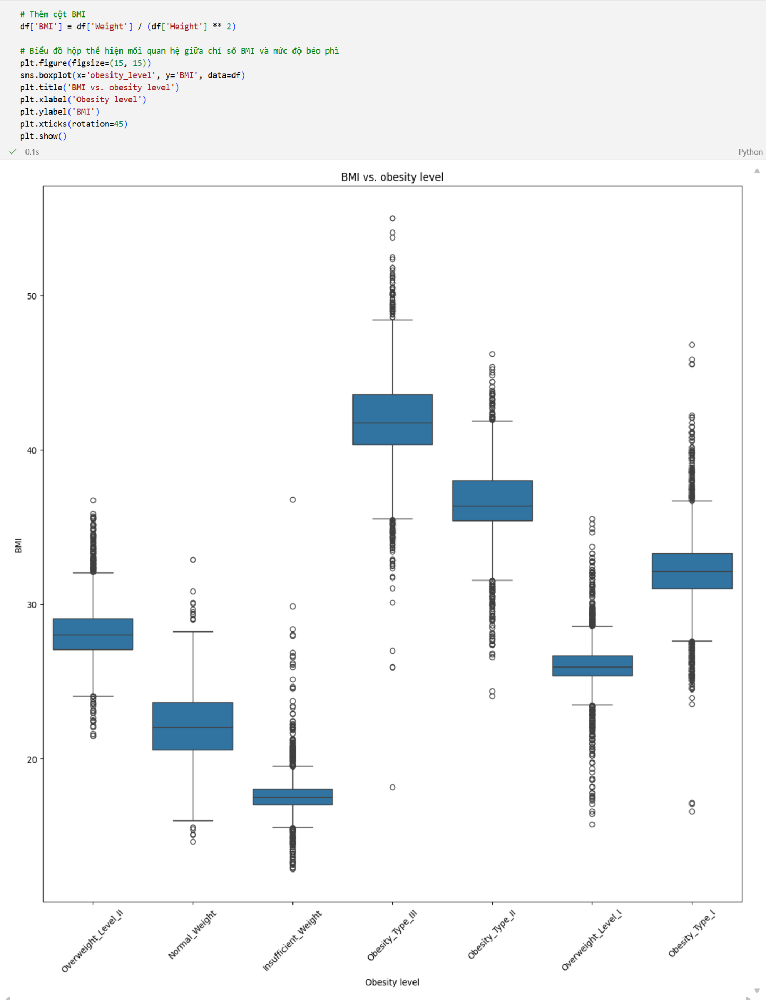 # Thêm cột BMI
df['BMI'] = df['Weight'] / (df['Height'] ** 2)
# Biểu đồ hộp thể hiện mối quan hệ giữa chỉ số BMI và mức độ béo phì
plt.figure(figsize=(15, 15))
sns.boxplot(x='obesity_level', y='BMI', data=df)
plt.title('BMI vs. obesity level')
plt.xlabel('Obesity level')
plt.ylabel('BMI')
plt.xticks(rotation=45)
plt.show()
0.1s
Python
BMI vs. obesity level
50
40
30
20
BMI
Overweight_Level_II
Normal_Weight
Insufficient_Weight
Obesity_Type_III
Obesity_Type_II
Overweight_Level_I
Obesity_Type_I
Obesity level